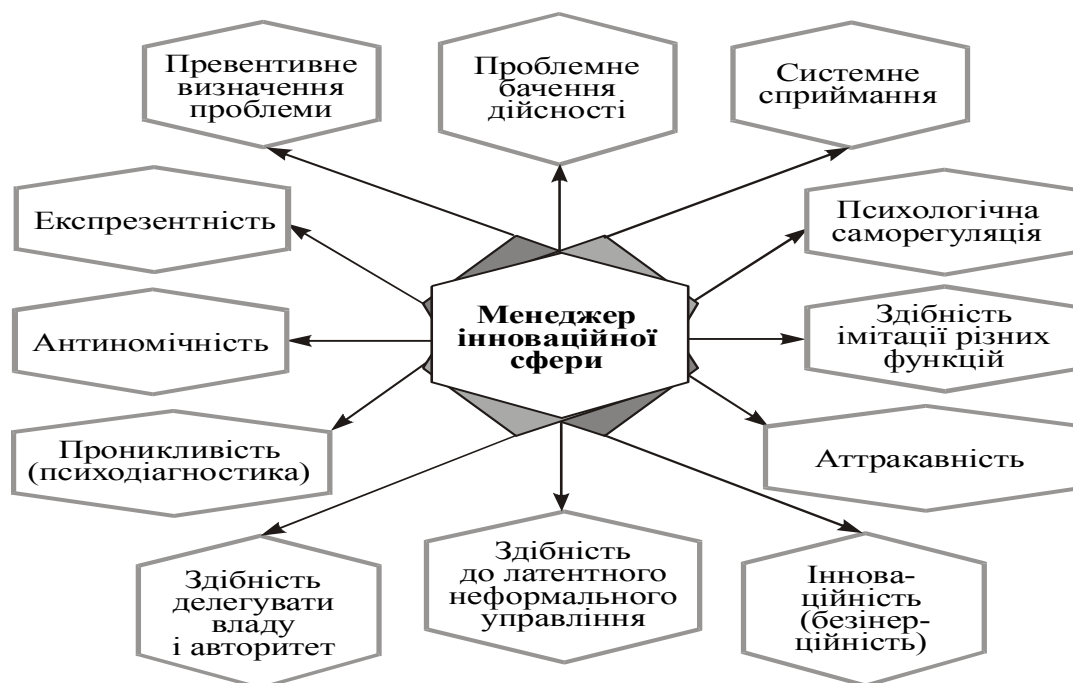 Превентивне
визначення
проблеми
Проблемне
бачення
дійсності
Системне
сприймання
Експрезентність
Психологічна
саморегуляція
Антиномічність
Менеджер
інноваційної
сфери
Здібність
імітації різних
функцій
Проникливість
(психодіагностика)
Аттракавність
Здібність
делегувати
владу
і авторитет
Здібність
до латентного
неформального
управління
Іннова-
ційність
(безінер-
ційність)